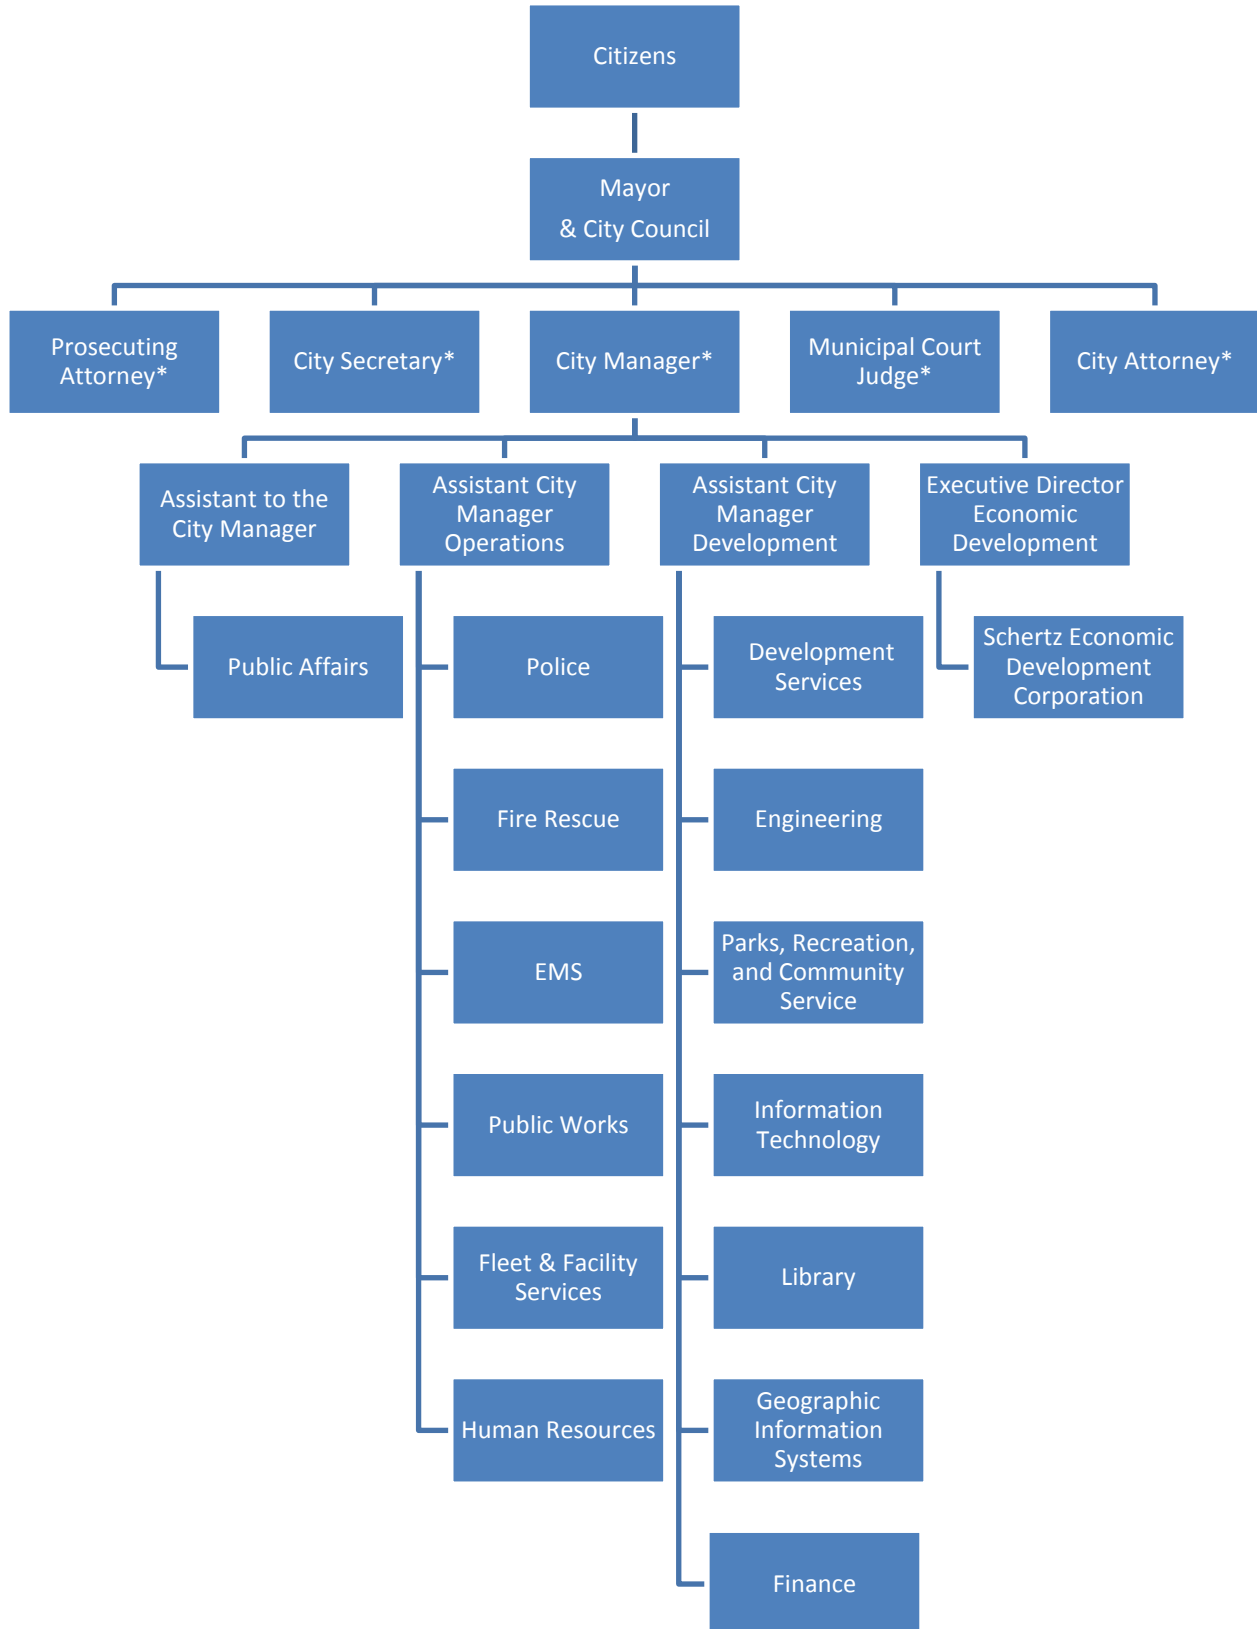 Citizens
Mayor
& City Council
Prosecuting
Attorney*
City Secretary*
City Manager*
Municipal Court
Judge*
City Attorney*
Assistant to the
City Manager
Assistant City
Manager
Operations
Assistant City
Manager
Development
Executive Director
Economic
Development
Public Affairs
Police
Development
Services
Schertz Economic
Development
Corporation
Fire Rescue
Engineering
EMS
Parks, Recreation,
and Community
Service
Public Works
Information
Technology
Fleet & Facility
Services
Library
Human Resources
Geographic
Information
Systems
Finance